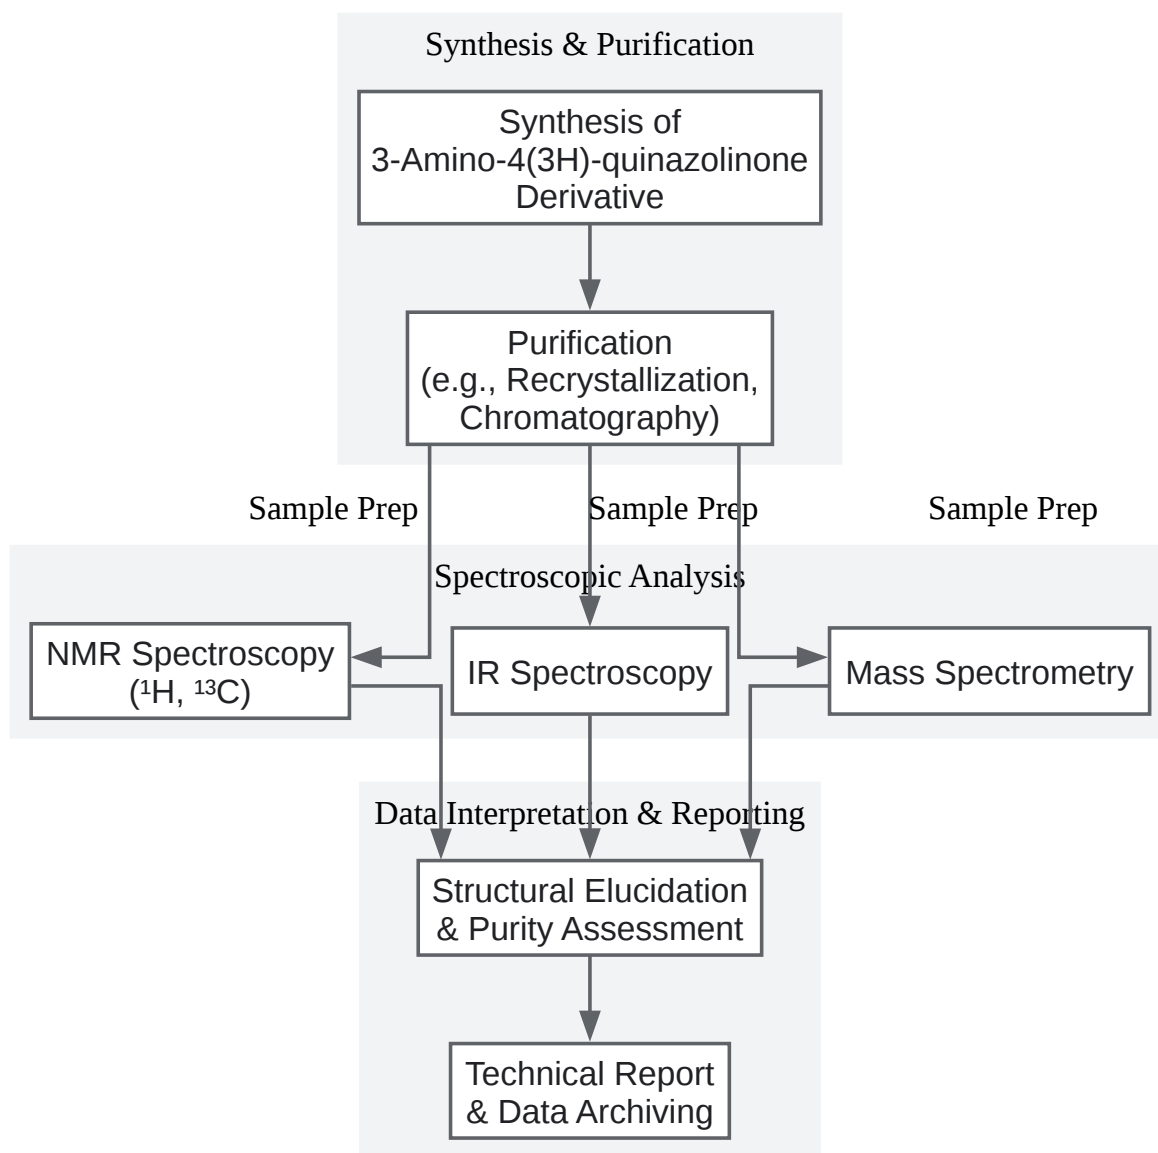 Synthesis & Purification
Synthesis of
3-Amino-4(3H)-quinazolinone
Derivative
Purification
(e.g., Recrystallization,
Chromatography)
Sample Prep
Sample Prep
Sample Prep
Spectroscopic Analysis
NMR Spectroscopy
(¹H, ¹³C)
IR Spectroscopy
Mass Spectrometry
Data Interpretation & Reporting
Structural Elucidation
& Purity Assessment
Technical Report
& Data Archiving